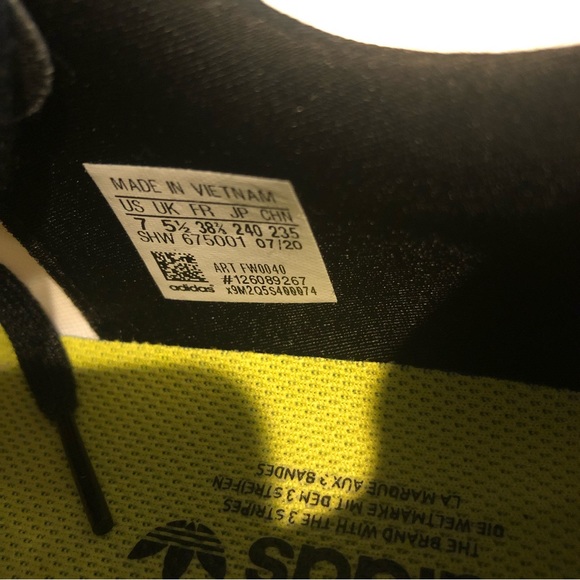 MADE IN VIETNAM
US UK FR JP CHN
7 5½ 38⅔ 240 235
SHW 675001 07/20
ART FW0040
#126089267
adidas x9M2Q5S400074
LA MARQUE AUX 3 BANDES
DIE WELTMARKE MIT DEN 3 STREIFEN
THE BRAND WITH THE 3 STRIPES
adidas